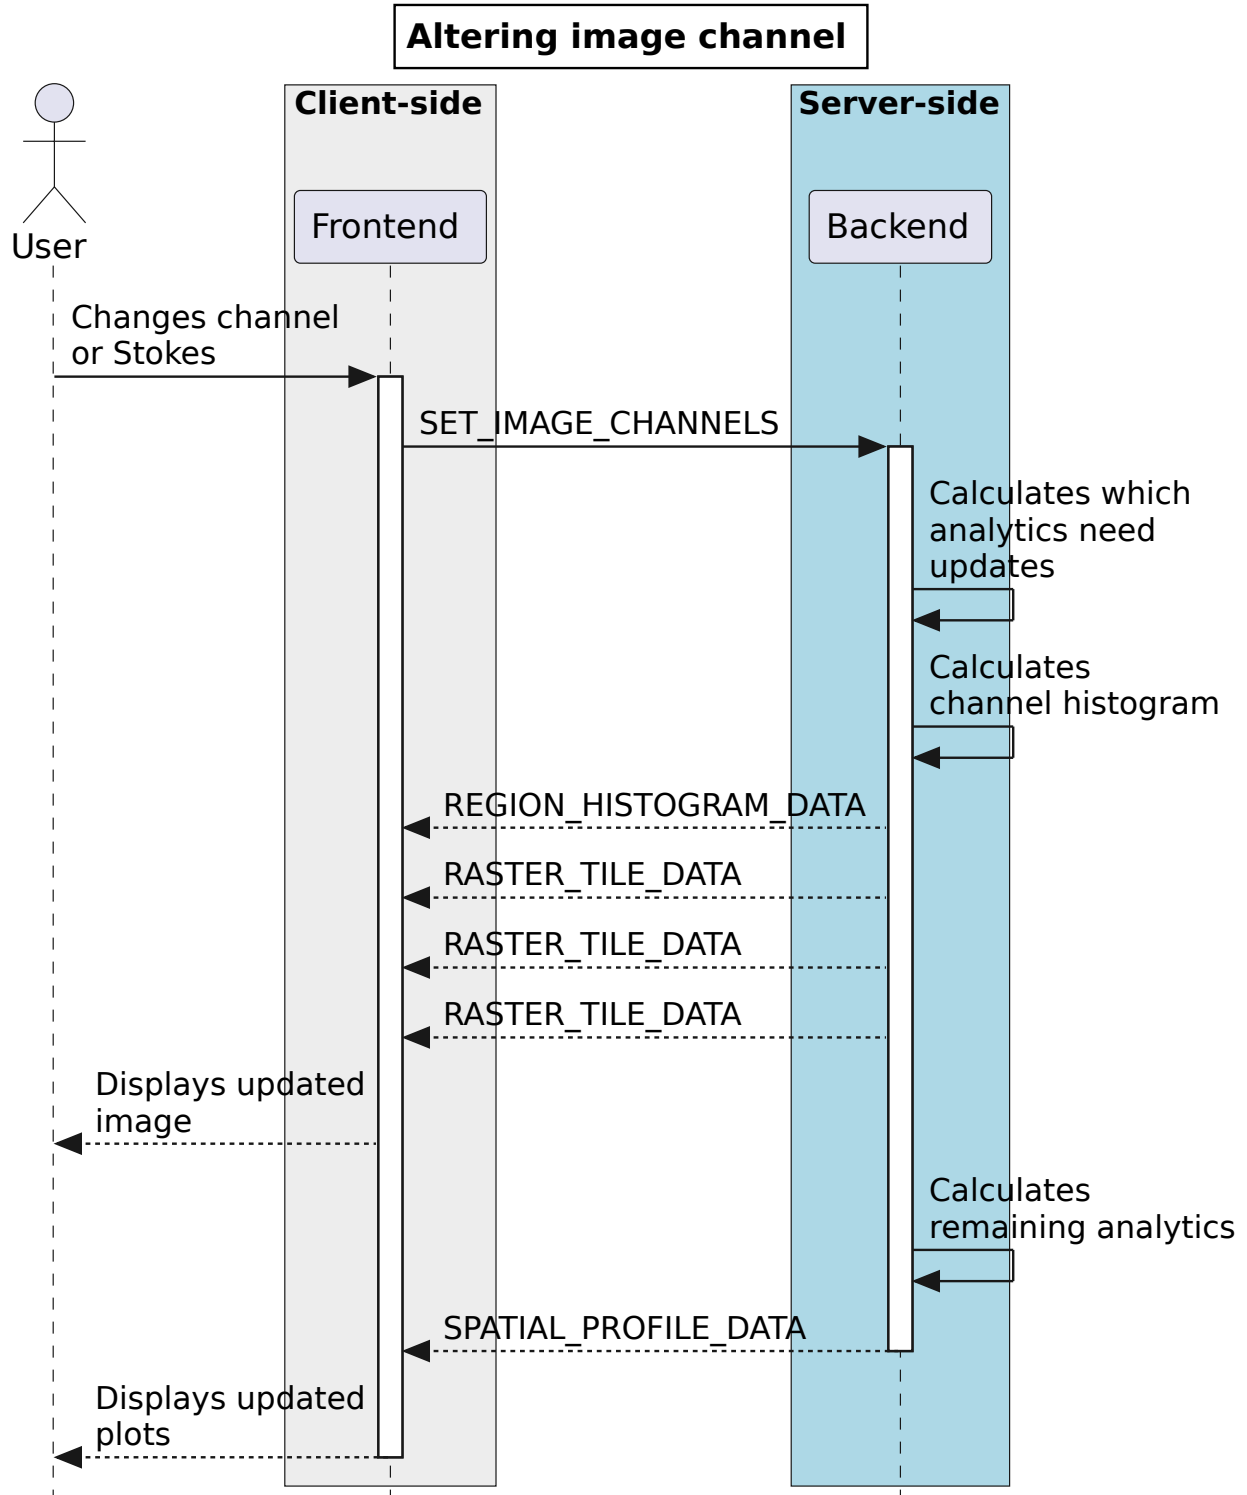 Altering image channel
Client-side
Server-side
User
Frontend
Backend
Changes channel
or Stokes
SET_IMAGE_CHANNELS
Calculates which
analytics need
updates
Calculates
channel histogram
REGION_HISTOGRAM_DATA
RASTER_TILE_DATA
RASTER_TILE_DATA
RASTER_TILE_DATA
Displays updated
image
Calculates
remaining analytics
SPATIAL_PROFILE_DATA
Displays updated
plots